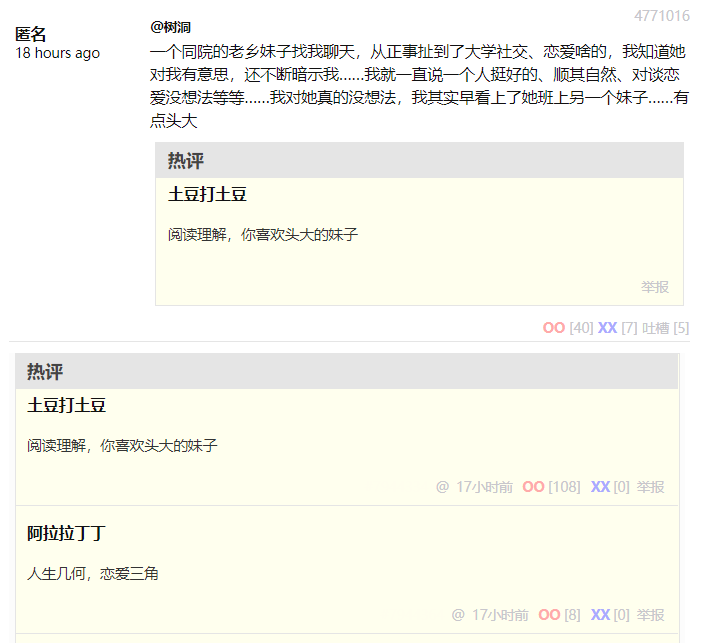 4771016
匿名
18 hours ago
@树洞
一个同院的老乡妹子找我聊天，从正事扯到了大学社交、恋爱啥的，我知道她
对我有意思，还不断暗示我......我就一直说一个人挺好的、顺其自然、对谈恋
爱没想法等等......我对她真的没想法，我其实早看上了她班上另一个妹子......有
点头大
热评
土豆打土豆
阅读理解，你喜欢头大的妹子
举报
OO [40] XX [7] 吐槽 [5]
热评
土豆打土豆
阅读理解，你喜欢头大的妹子
@ 17小时前 OO [108] XX [0] 举报
阿拉拉丁丁
人生几何，恋爱三角
@ 17小时前 OO [8] XX [0] 举报